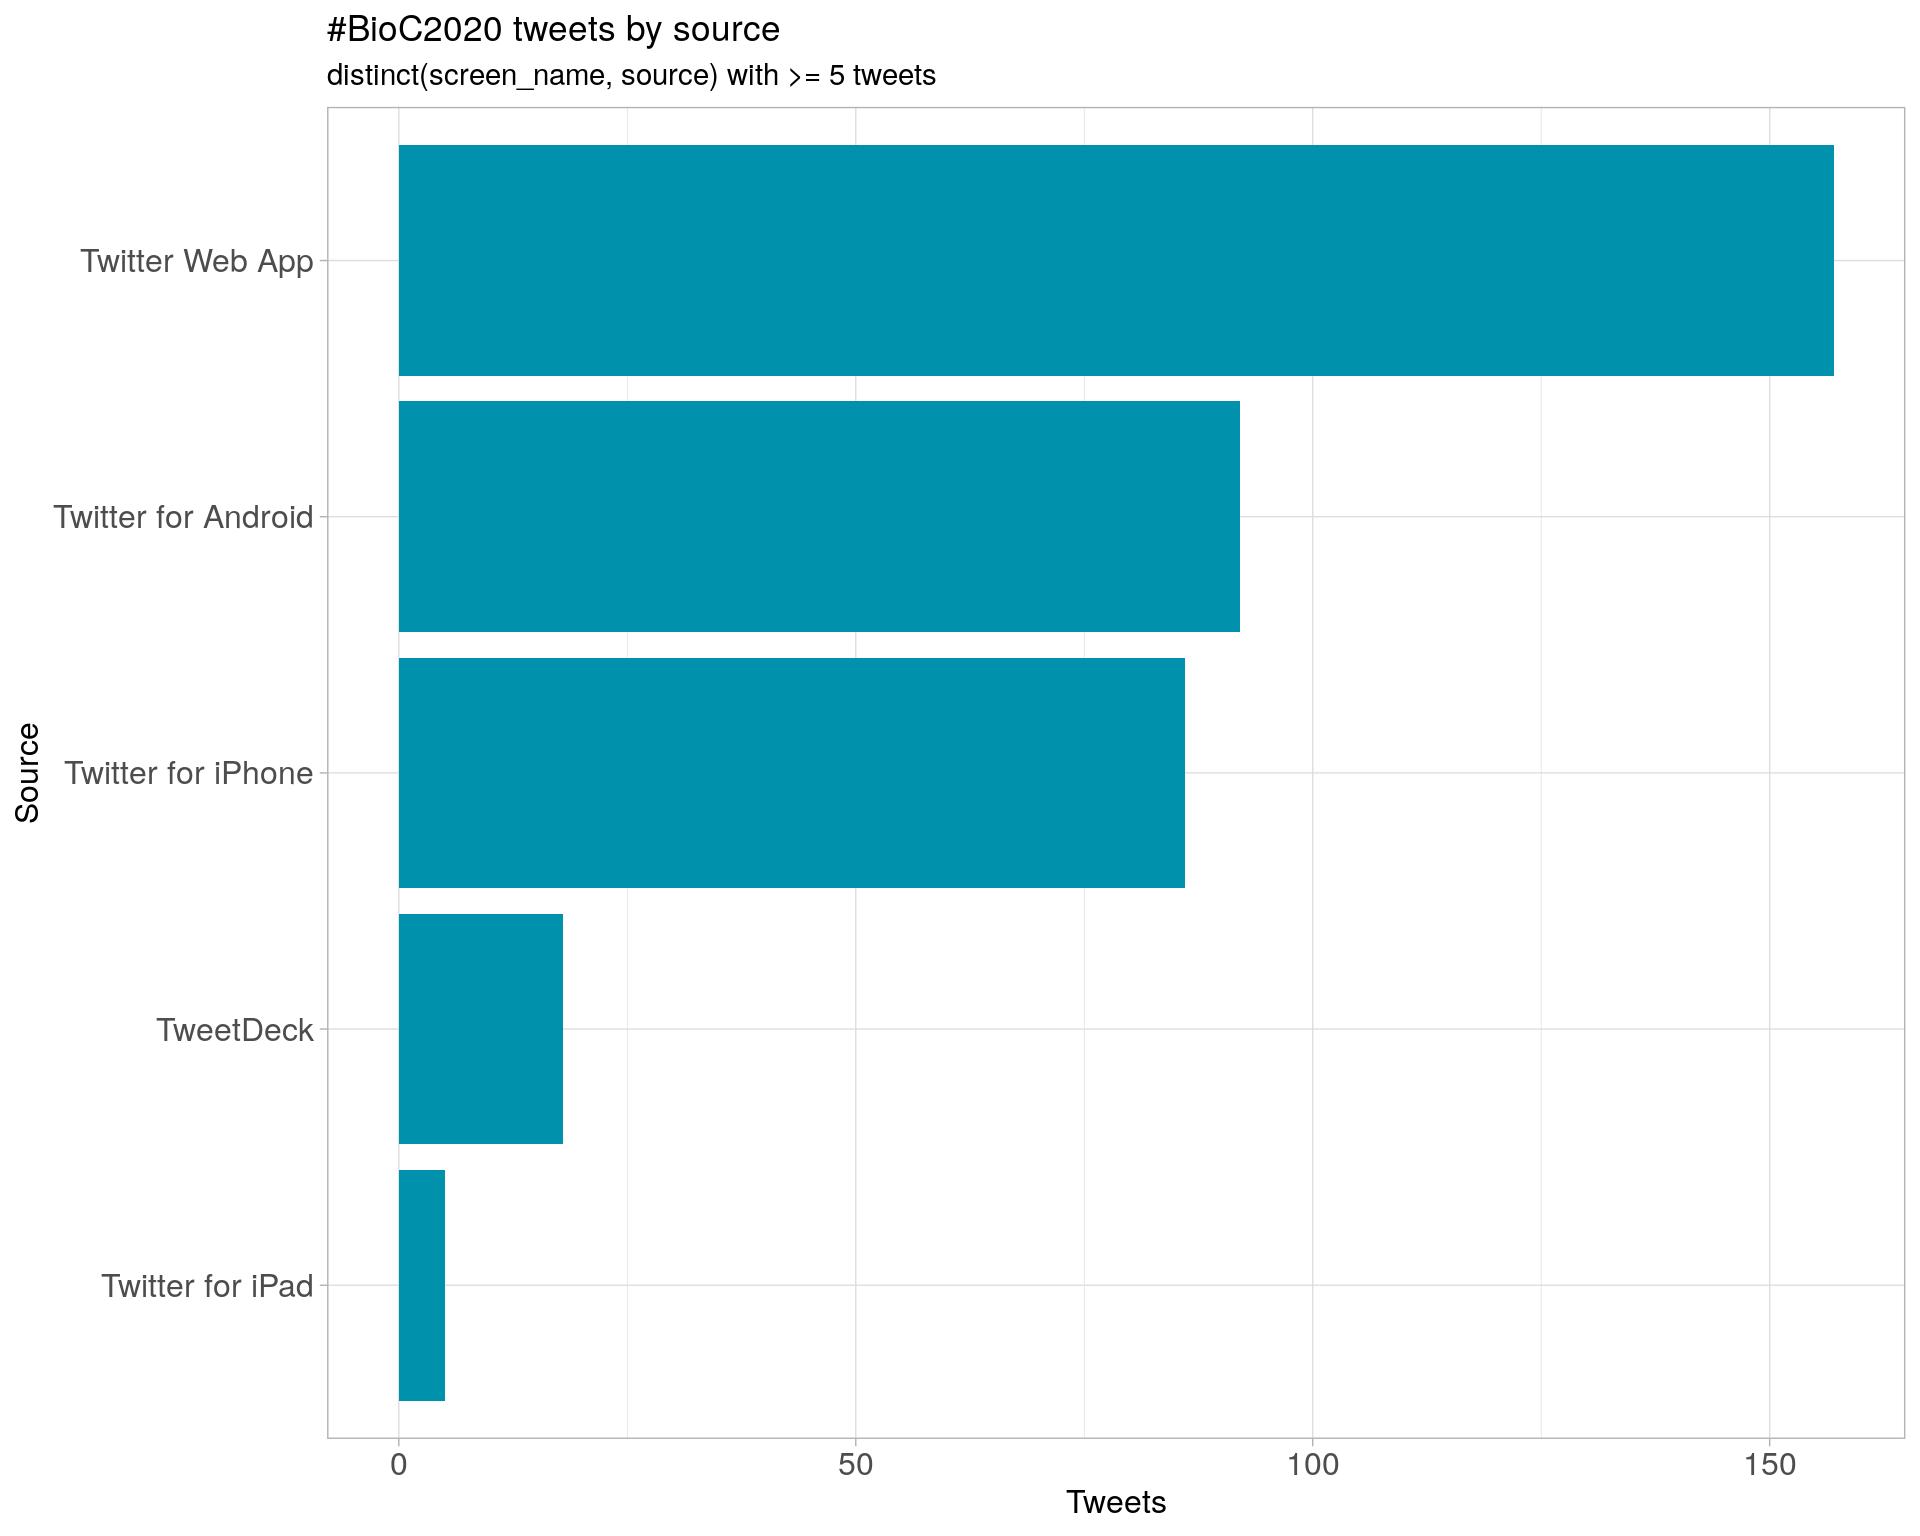 #BioC2020 tweets by source
distinct(screen_name, source) with >= 5 tweets
Source
Twitter Web App
Twitter for Android
Twitter for iPhone
TweetDeck
Twitter for iPad
0 50 100 150
Tweets